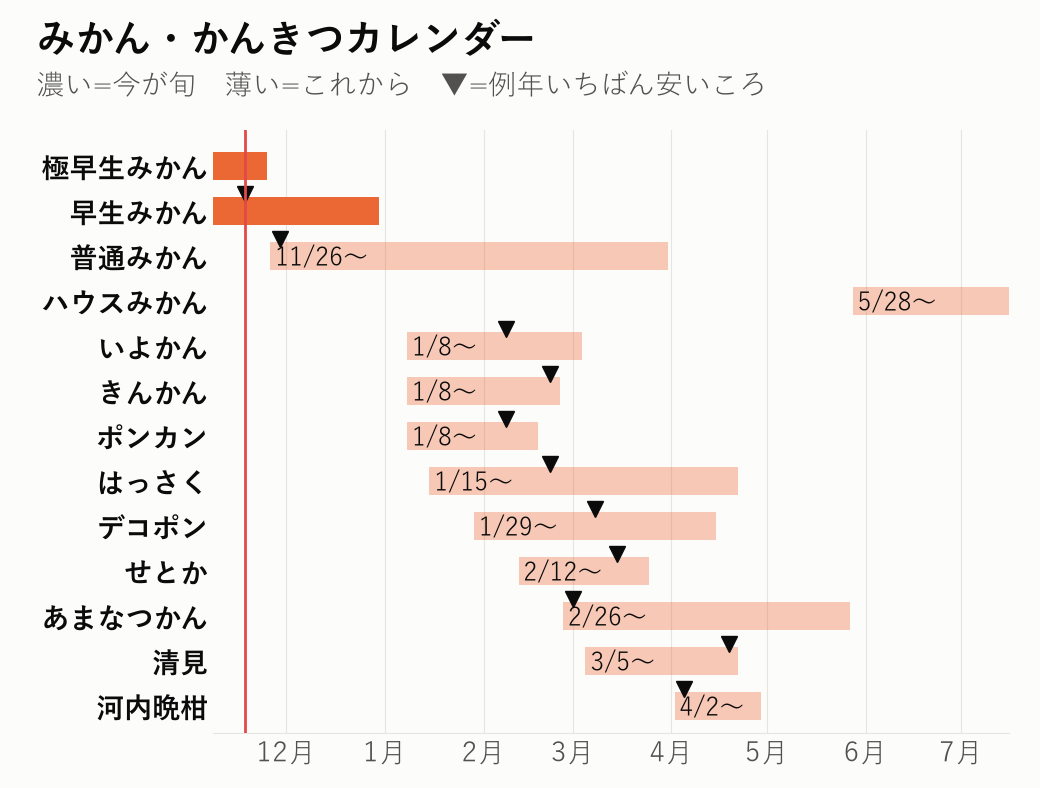 みかん・かんきつカレンダー
濃い=今が旬　薄い=これから　▼=例年いちばん安いころ
極早生みかん
早生みかん
普通みかん 11/26〜
ハウスみかん 5/28〜
いよかん 1/8〜
きんかん 1/8〜
ポンカン 1/8〜
はっさく 1/15〜
デコポン 1/29〜
せとか 2/12〜
あまなつかん 2/26〜
清見 3/5〜
河内晩柑 4/2〜
12月 1月 2月 3月 4月 5月 6月 7月